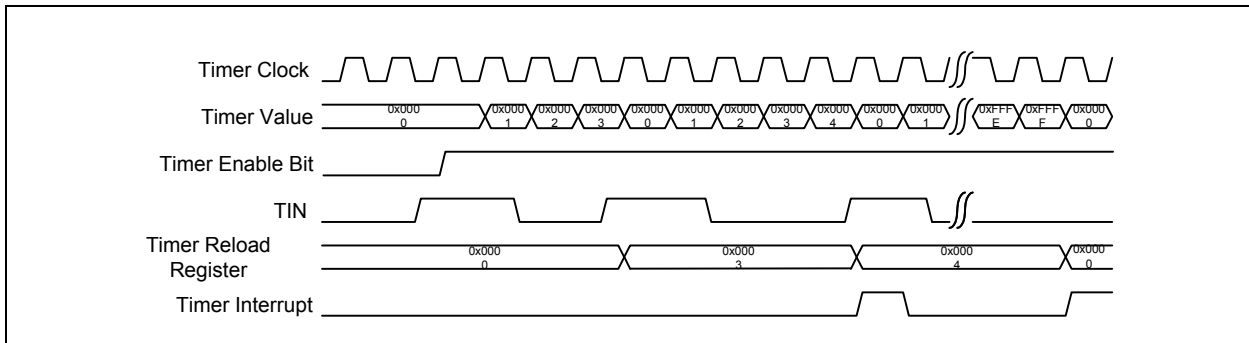 Timer Clock
Timer Value
0x000
0
0x000
1
0x000
2
0x000
3
0x000
0
0x000
1
0x000
2
0x000
3
0x000
4
0x000
0
0x000
1
0xFFF
E
0xFFF
F
0x000
0
Timer Enable Bit
TIN
Timer Reload
Register
0x000
0
0x000
3
0x000
4
0x000
0
Timer Interrupt